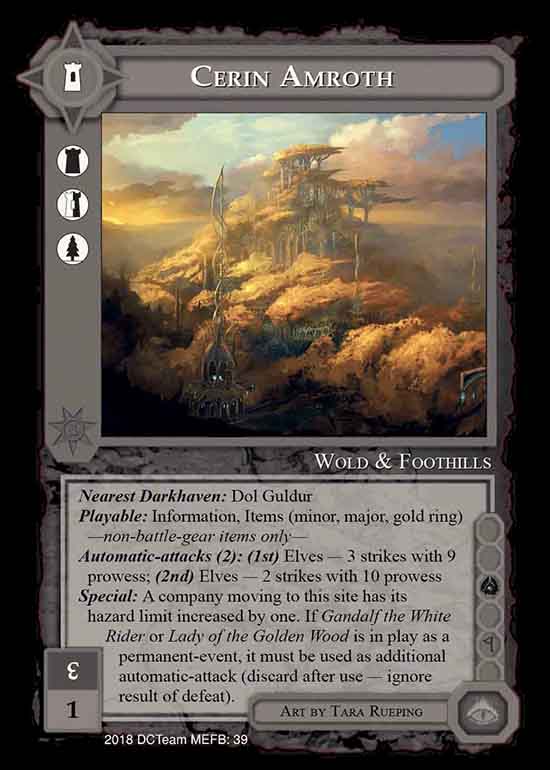 CERIN AMROTH
WOLD & FOOTHILLS
Nearest Darkhaven: Dol Guldur
Playable: Information, Items (minor, major, gold ring)
—non-battle-gear items only—
Automatic-attacks (2): (1st) Elves — 3 strikes with 9
prowess; (2nd) Elves — 2 strikes with 10 prowess
Special: A company moving to this site has its
hazard limit increased by one. If Gandalf the White
Rider or Lady of the Golden Wood is in play as a
permanent-event, it must be used as additional
automatic-attack (discard after use — ignore
result of defeat).
ε
1
ART BY TARA RUEPING
2018 DCTeam MEFB: 39